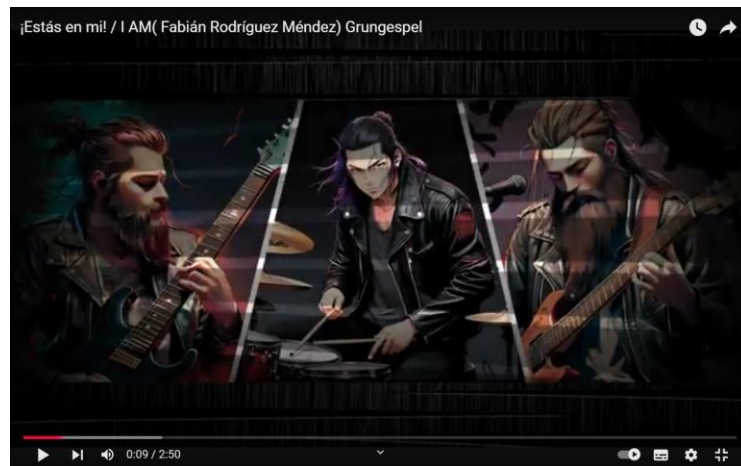 ¡Estás en mi! / I AM( Fabián Rodríguez Méndez) Grungespel
0:09 / 2:50